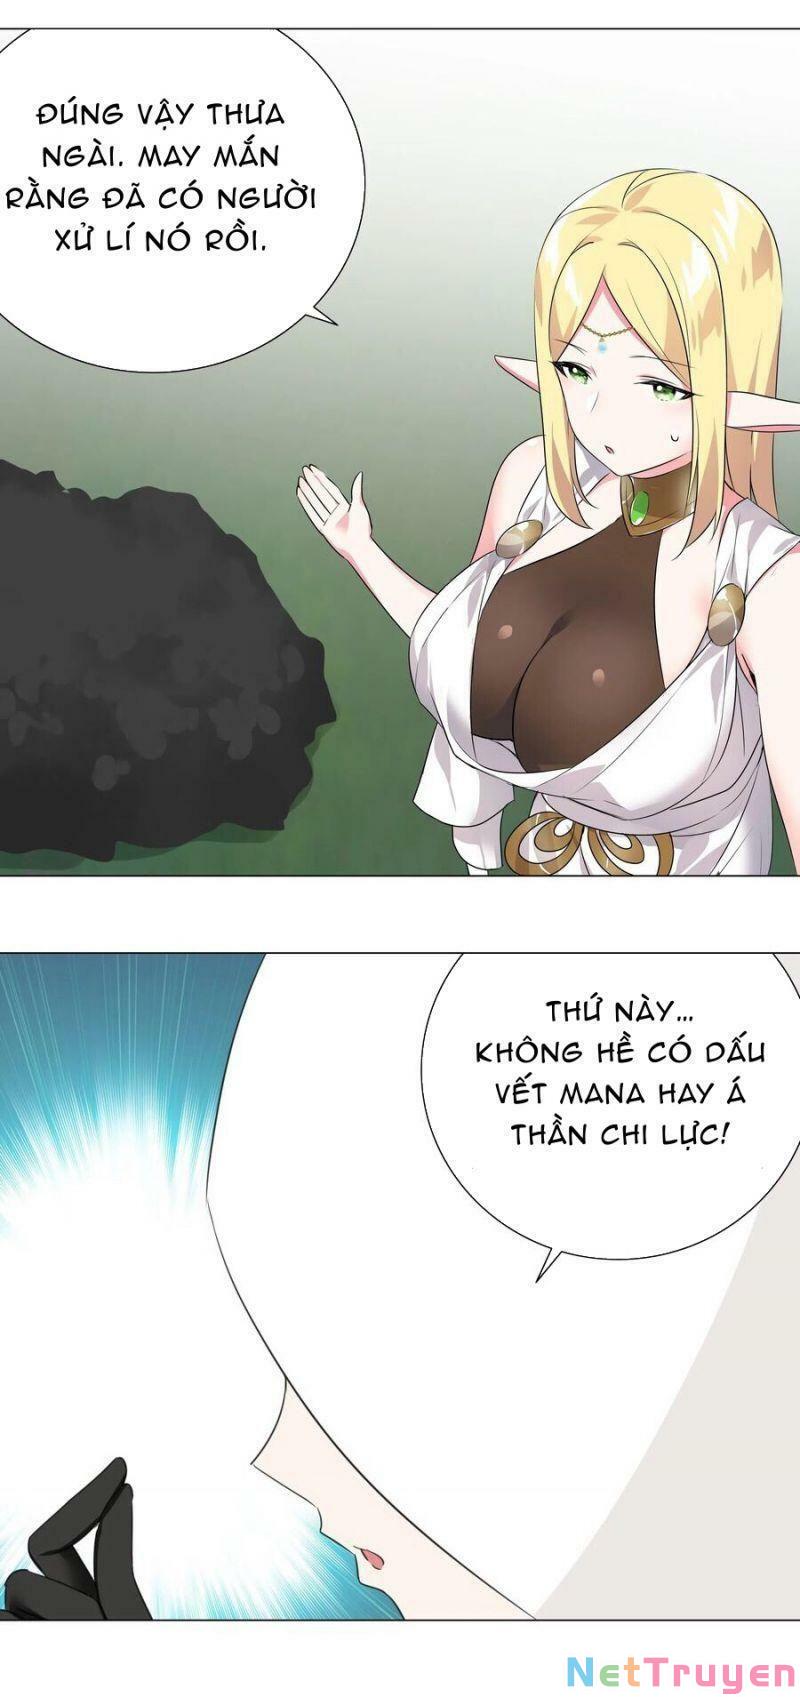 ĐÚNG VẬY THƯA
NGÀI. MAY MẮN
RẰNG ĐÃ CÓ NGƯỜI
XỬ LÍ NÓ RỒI.
THỨ NÀY...
KHÔNG HỀ CÓ DẤU
VẾT MANA HAY Á
THẦN CHI LỰC!
NetTruyen